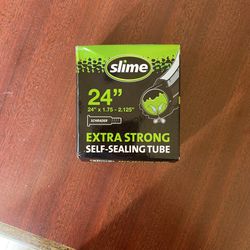 slime
24"
24" x 1.75 - 2.125"
SCHRADER
EXTRA STRONG
SELF-SEALING TUBE